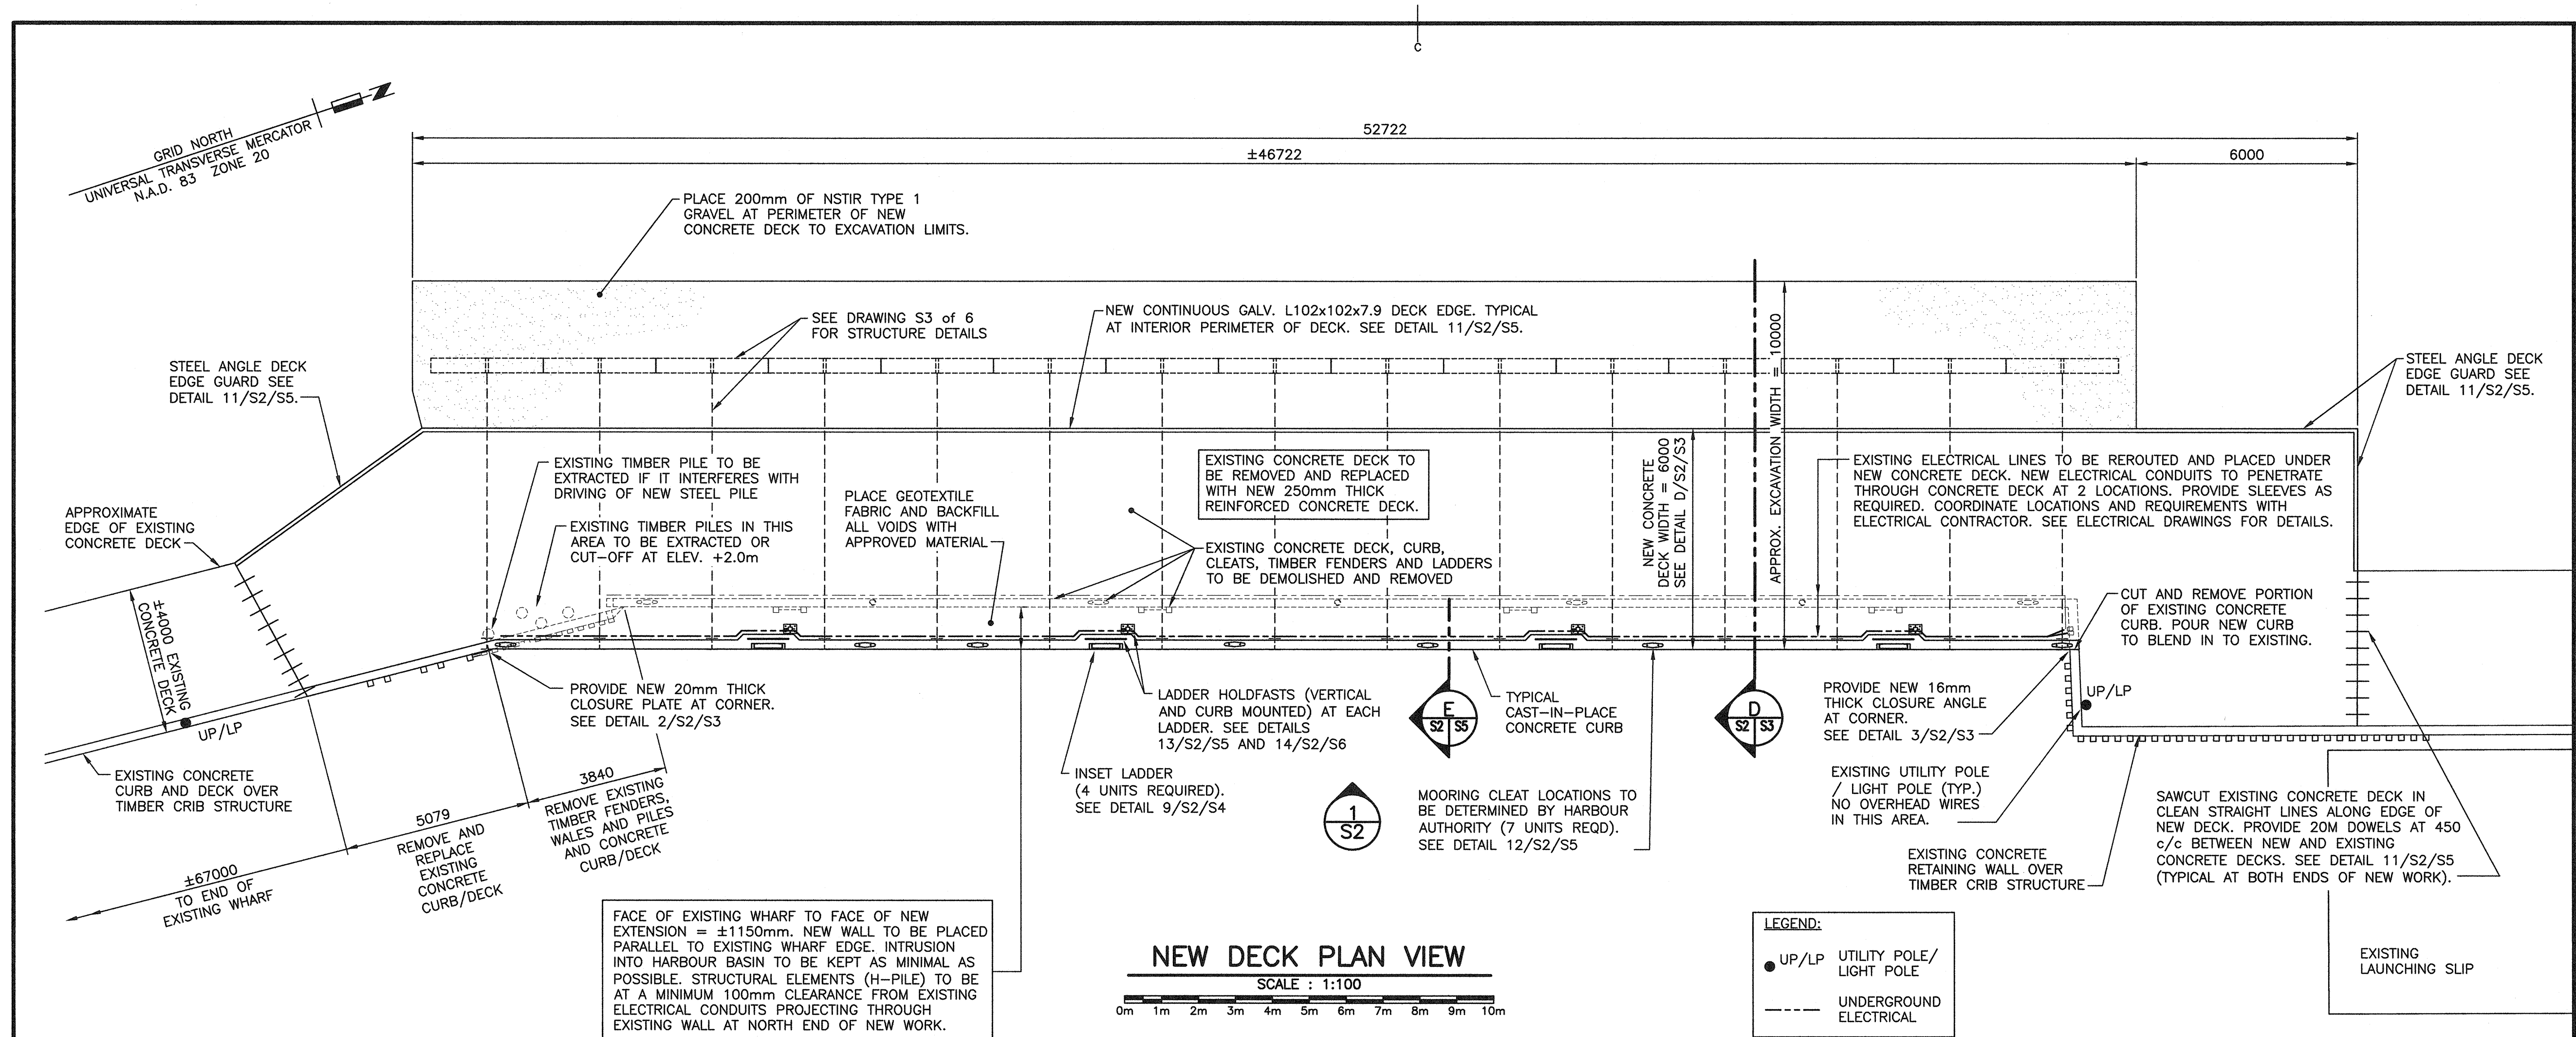 C
GRID NORTH
UNIVERSAL TRANSVERSE MERCATOR
N.A.D. 83 ZONE 20
N
52722
±46722
6000
PLACE 200mm OF NSTIR TYPE 1
GRAVEL AT PERIMETER OF NEW
CONCRETE DECK TO EXCAVATION LIMITS.
SEE DRAWING S3 of 6
FOR STRUCTURE DETAILS
NEW CONTINUOUS GALV. L102x102x7.9 DECK EDGE. TYPICAL
AT INTERIOR PERIMETER OF DECK. SEE DETAIL 11/S2/S5.
STEEL ANGLE DECK
EDGE GUARD SEE
DETAIL 11/S2/S5.
STEEL ANGLE DECK
EDGE GUARD SEE
DETAIL 11/S2/S5.
APPROX. EXCAVATION WIDTH = 10000
NEW CONCRETE
DECK WIDTH = 6000
SEE DETAIL D/S2/S3
EXISTING TIMBER PILE TO BE
EXTRACTED IF IT INTERFERES WITH
DRIVING OF NEW STEEL PILE
EXISTING TIMBER PILES IN THIS
AREA TO BE EXTRACTED OR
CUT-OFF AT ELEV. +2.0m
PLACE GEOTEXTILE
FABRIC AND BACKFILL
ALL VOIDS WITH
APPROVED MATERIAL
EXISTING CONCRETE DECK TO
BE REMOVED AND REPLACED
WITH NEW 250mm THICK
REINFORCED CONCRETE DECK.
EXISTING CONCRETE DECK, CURB,
CLEATS, TIMBER FENDERS AND LADDERS
TO BE DEMOLISHED AND REMOVED
EXISTING ELECTRICAL LINES TO BE REROUTED AND PLACED UNDER
NEW CONCRETE DECK. NEW ELECTRICAL CONDUITS TO PENETRATE
THROUGH CONCRETE DECK AT 2 LOCATIONS. PROVIDE SLEEVES AS
REQUIRED. COORDINATE LOCATIONS AND REQUIREMENTS WITH
ELECTRICAL CONTRACTOR. SEE ELECTRICAL DRAWINGS FOR DETAILS.
APPROXIMATE
EDGE OF EXISTING
CONCRETE DECK
±4000 EXISTING
CONCRETE DECK
UP/LP
EXISTING CONCRETE
CURB AND DECK OVER
TIMBER CRIB STRUCTURE
PROVIDE NEW 20mm THICK
CLOSURE PLATE AT CORNER.
SEE DETAIL 2/S2/S3
LADDER HOLDFASTS (VERTICAL
AND CURB MOUNTED) AT EACH
LADDER. SEE DETAILS
13/S2/S5 AND 14/S2/S6
INSET LADDER
(4 UNITS REQUIRED).
SEE DETAIL 9/S2/S4
E
S2 S5
TYPICAL
CAST-IN-PLACE
CONCRETE CURB
D
S2 S3
1
S2
MOORING CLEAT LOCATIONS TO
BE DETERMINED BY HARBOUR
AUTHORITY (7 UNITS REQD).
SEE DETAIL 12/S2/S5
PROVIDE NEW 16mm
THICK CLOSURE ANGLE
AT CORNER.
SEE DETAIL 3/S2/S3
UP/LP
CUT AND REMOVE PORTION
OF EXISTING CONCRETE
CURB. POUR NEW CURB
TO BLEND IN TO EXISTING.
EXISTING UTILITY POLE
/ LIGHT POLE (TYP.)
NO OVERHEAD WIRES
IN THIS AREA.
EXISTING CONCRETE
RETAINING WALL OVER
TIMBER CRIB STRUCTURE
SAWCUT EXISTING CONCRETE DECK IN
CLEAN STRAIGHT LINES ALONG EDGE OF
NEW DECK. PROVIDE 20M DOWELS AT 450
c/c BETWEEN NEW AND EXISTING
CONCRETE DECKS. SEE DETAIL 11/S2/S5
(TYPICAL AT BOTH ENDS OF NEW WORK).
±67000
TO END OF
EXISTING WHARF
5079
REMOVE AND
REPLACE
EXISTING
CONCRETE
CURB/DECK
3840
REMOVE EXISTING
TIMBER FENDERS,
WALES AND PILES
AND CONCRETE
CURB/DECK
FACE OF EXISTING WHARF TO FACE OF NEW
EXTENSION = ±1150mm. NEW WALL TO BE PLACED
PARALLEL TO EXISTING WHARF EDGE. INTRUSION
INTO HARBOUR BASIN TO BE KEPT AS MINIMAL AS
POSSIBLE. STRUCTURAL ELEMENTS (H-PILE) TO BE
AT A MINIMUM 100mm CLEARANCE FROM EXISTING
ELECTRICAL CONDUITS PROJECTING THROUGH
EXISTING WALL AT NORTH END OF NEW WORK.
NEW DECK PLAN VIEW
SCALE : 1:100
0m 1m 2m 3m 4m 5m 6m 7m 8m 9m 10m
LEGEND:
UP/LP UTILITY POLE/
LIGHT POLE
UNDERGROUND
ELECTRICAL
EXISTING
LAUNCHING SLIP